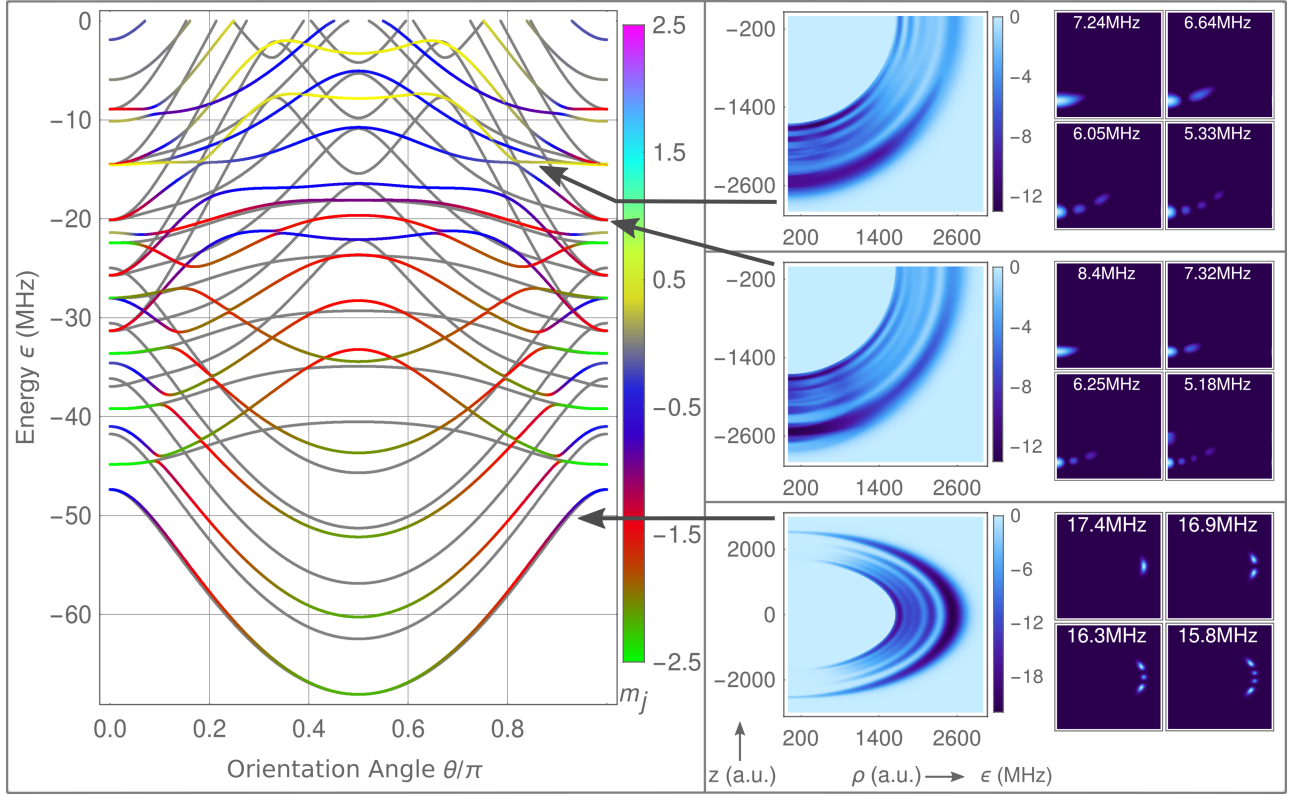 Energy ϵ (MHz)
0
−10
−20
−30
−40
−50
−60
0.0 0.2 0.4 0.6 0.8
Orientation Angle θ/π
2.5
1.5
0.5
−0.5
−1.5
−2.5
m_j
−200
−1400
−2600
200 1400 2600
0
−4
−8
−12
7.24MHz 6.64MHz
6.05MHz 5.33MHz
−200
−1400
−2600
200 1400 2600
0
−4
−8
−12
8.4MHz 7.32MHz
6.25MHz 5.18MHz
2000
0
−2000
200 1400 2600
0
−6
−12
−18
17.4MHz 16.9MHz
16.3MHz 15.8MHz
z (a.u.) ρ (a.u.) ϵ (MHz)